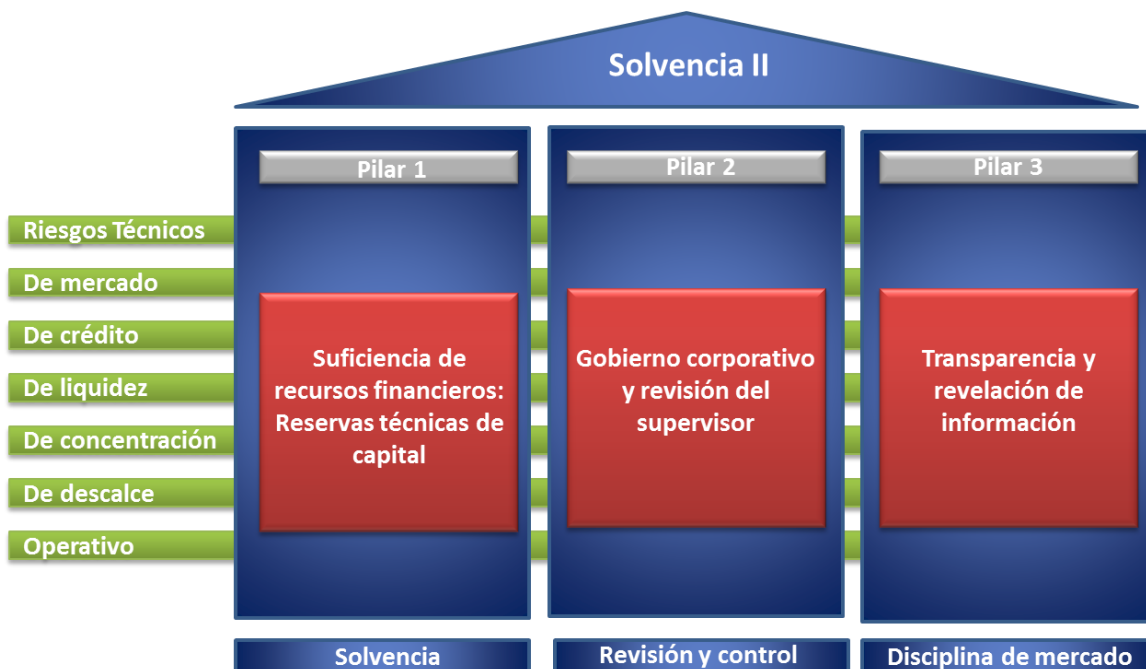 Solvencia II
Pilar 1
Pilar 2
Pilar 3
Riesgos Técnicos
De mercado
De crédito
De liquidez
De concentración
De descalce
Operativo
Suficiencia de
recursos financieros:
Reservas técnicas de
capital
Gobierno corporativo
y revisión del
supervisor
Transparencia y
revelación de
información
Solvencia
Revisión y control
Disciplina de mercado